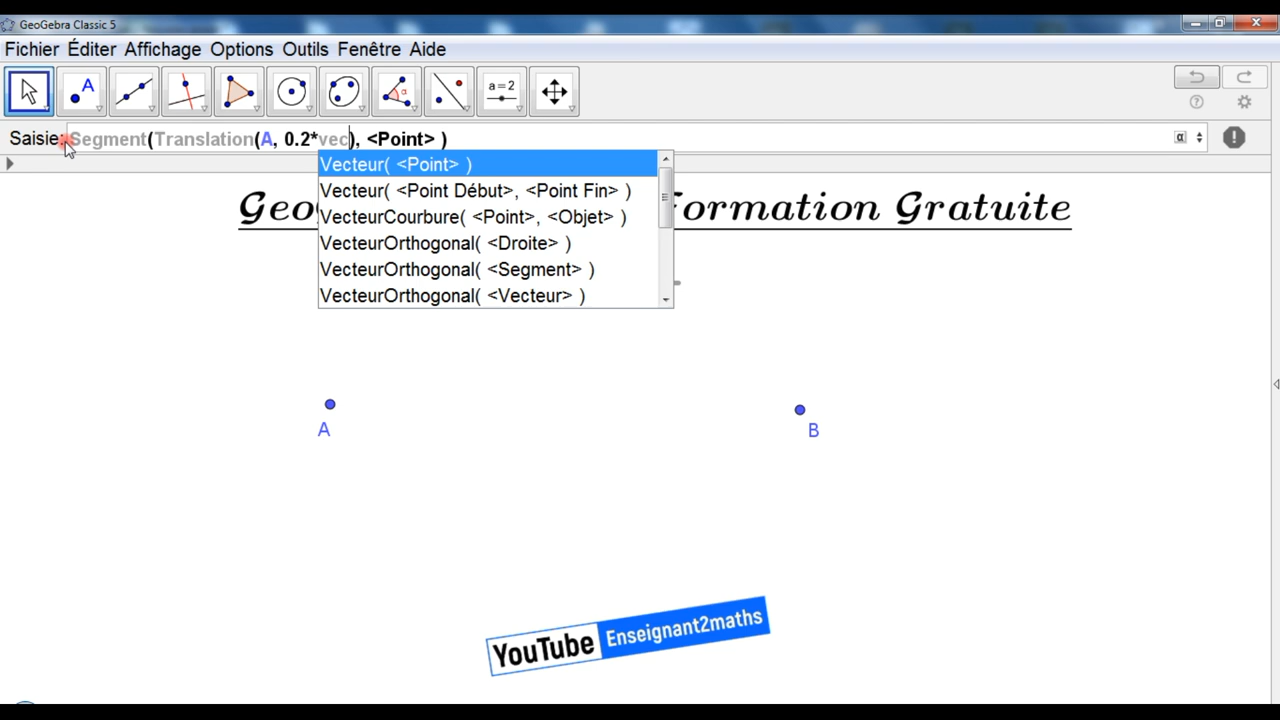 GeoGebra Classic 5
Fichier Éditer Affichage Options Outils Fenêtre Aide
A
α
a = 2
Saisie: Segment(Translation(A, 0.2*vec), <Point> )
α
Vecteur( <Point> )
Vecteur( <Point Début>, <Point Fin> )
VecteurCourbure( <Point>, <Objet> )
VecteurOrthogonal( <Droite> )
VecteurOrthogonal( <Segment> )
VecteurOrthogonal( <Vecteur> )
Formation Gratuite
A
B
YouTube Enseignant2maths